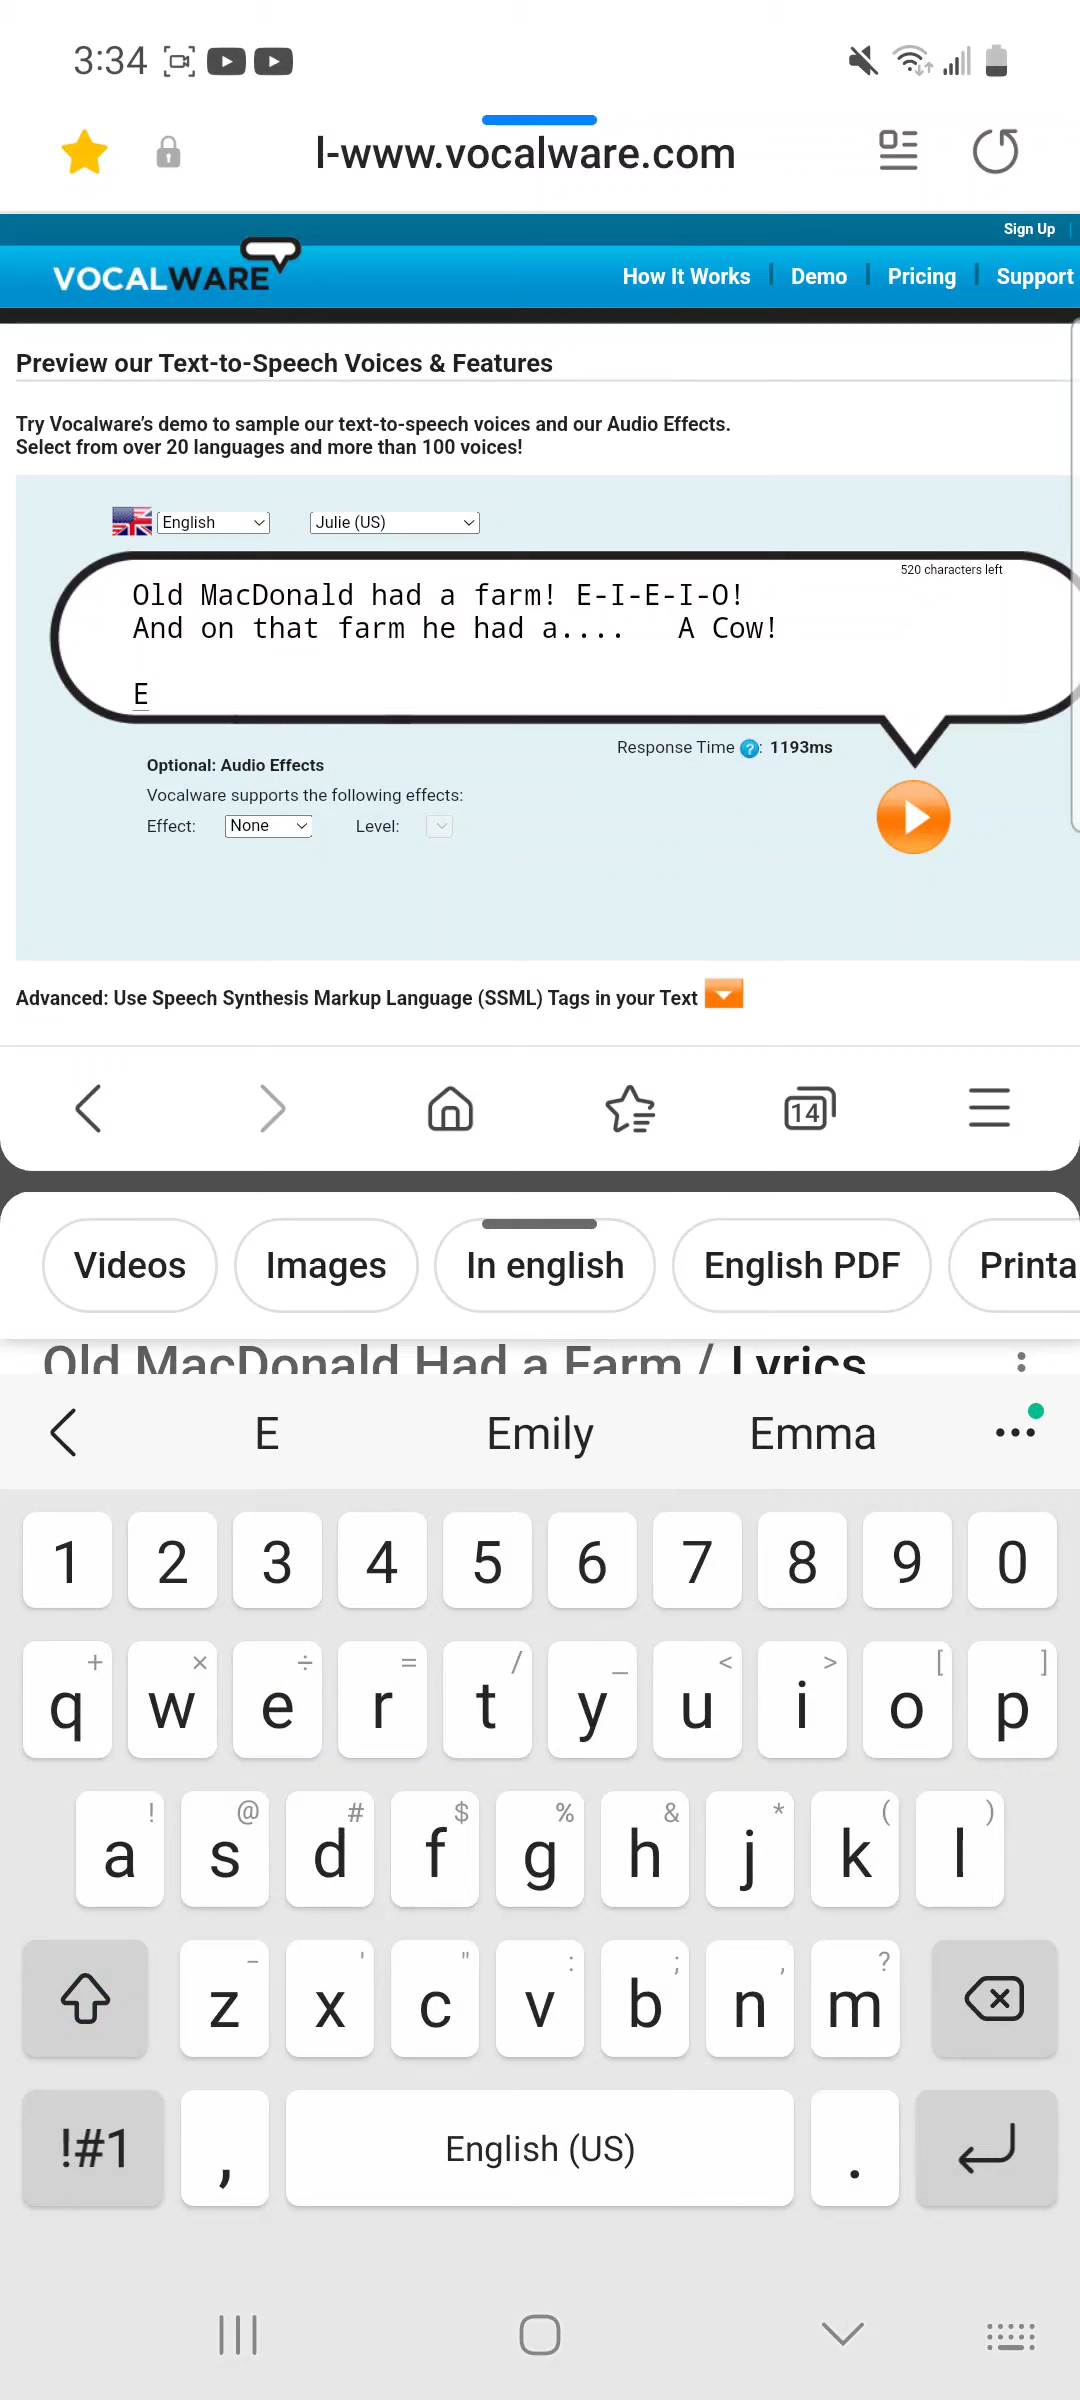 3:34
l-www.vocalware.com
Sign Up
VOCALWARE
How It Works Demo Pricing Support
Preview our Text-to-Speech Voices & Features
Try Vocalware's demo to sample our text-to-speech voices and our Audio Effects.
Select from over 20 languages and more than 100 voices!
English Julie (US)
520 characters left
Old MacDonald had a farm! E-I-E-I-O!
And on that farm he had a.... A Cow!
E
Response Time ?: 1193ms
Optional: Audio Effects
Vocalware supports the following effects:
Effect: None Level:
Advanced: Use Speech Synthesis Markup Language (SSML) Tags in your Text
14
Videos Images In english English PDF Printa
Old MacDonald Had a Farm / Lyrics
E Emily Emma ...
1 2 3 4 5 6 7 8 9 0
+ × ÷ = / _ < > [ ]
q w e r t y u i o p
! @ # $ % & * ( )
a s d f g h j k l
- ' " : ; , ?
z x c v b n m
!#1 , English (US) .